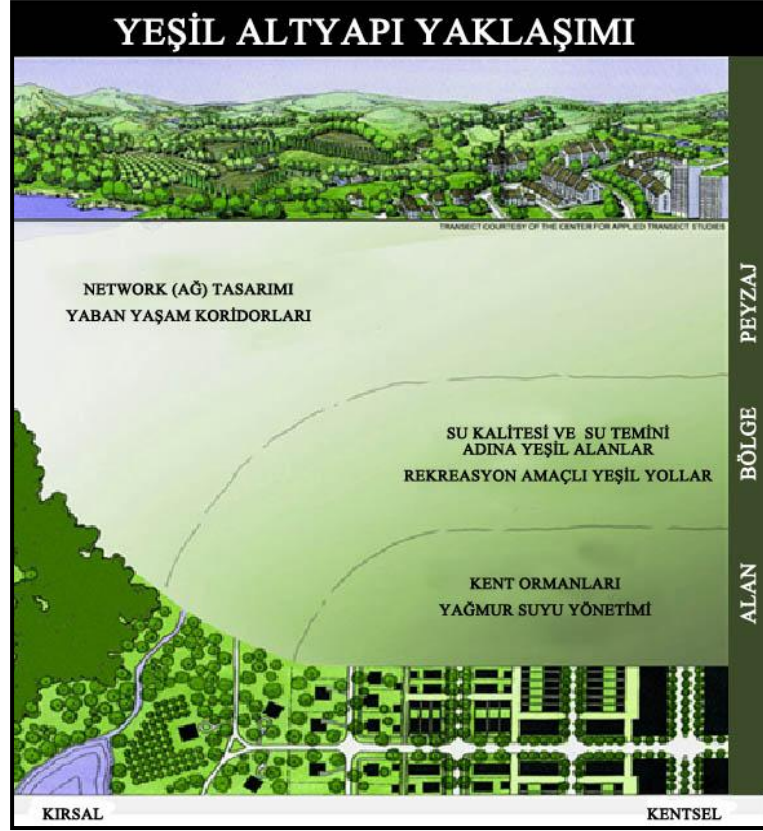 YEŞİL ALTYAPI YAKLAŞIMI
TRANSECT COURTESY OF THE CENTER FOR APPLIED TRANSECT STUDIES
NETWORK (AĞ) TASARIMI
YABAN YAŞAM KORİDORLARI
PEYZAJ
SU KALİTESİ VE SU TEMİNİ
ADINA YEŞİL ALANLAR
REKREASYON AMAÇLI YEŞİL YOLLAR
BÖLGE
KENT ORMANLARI
YAĞMUR SUYU YÖNETİMİ
ALAN
KIRSAL
KENTSEL